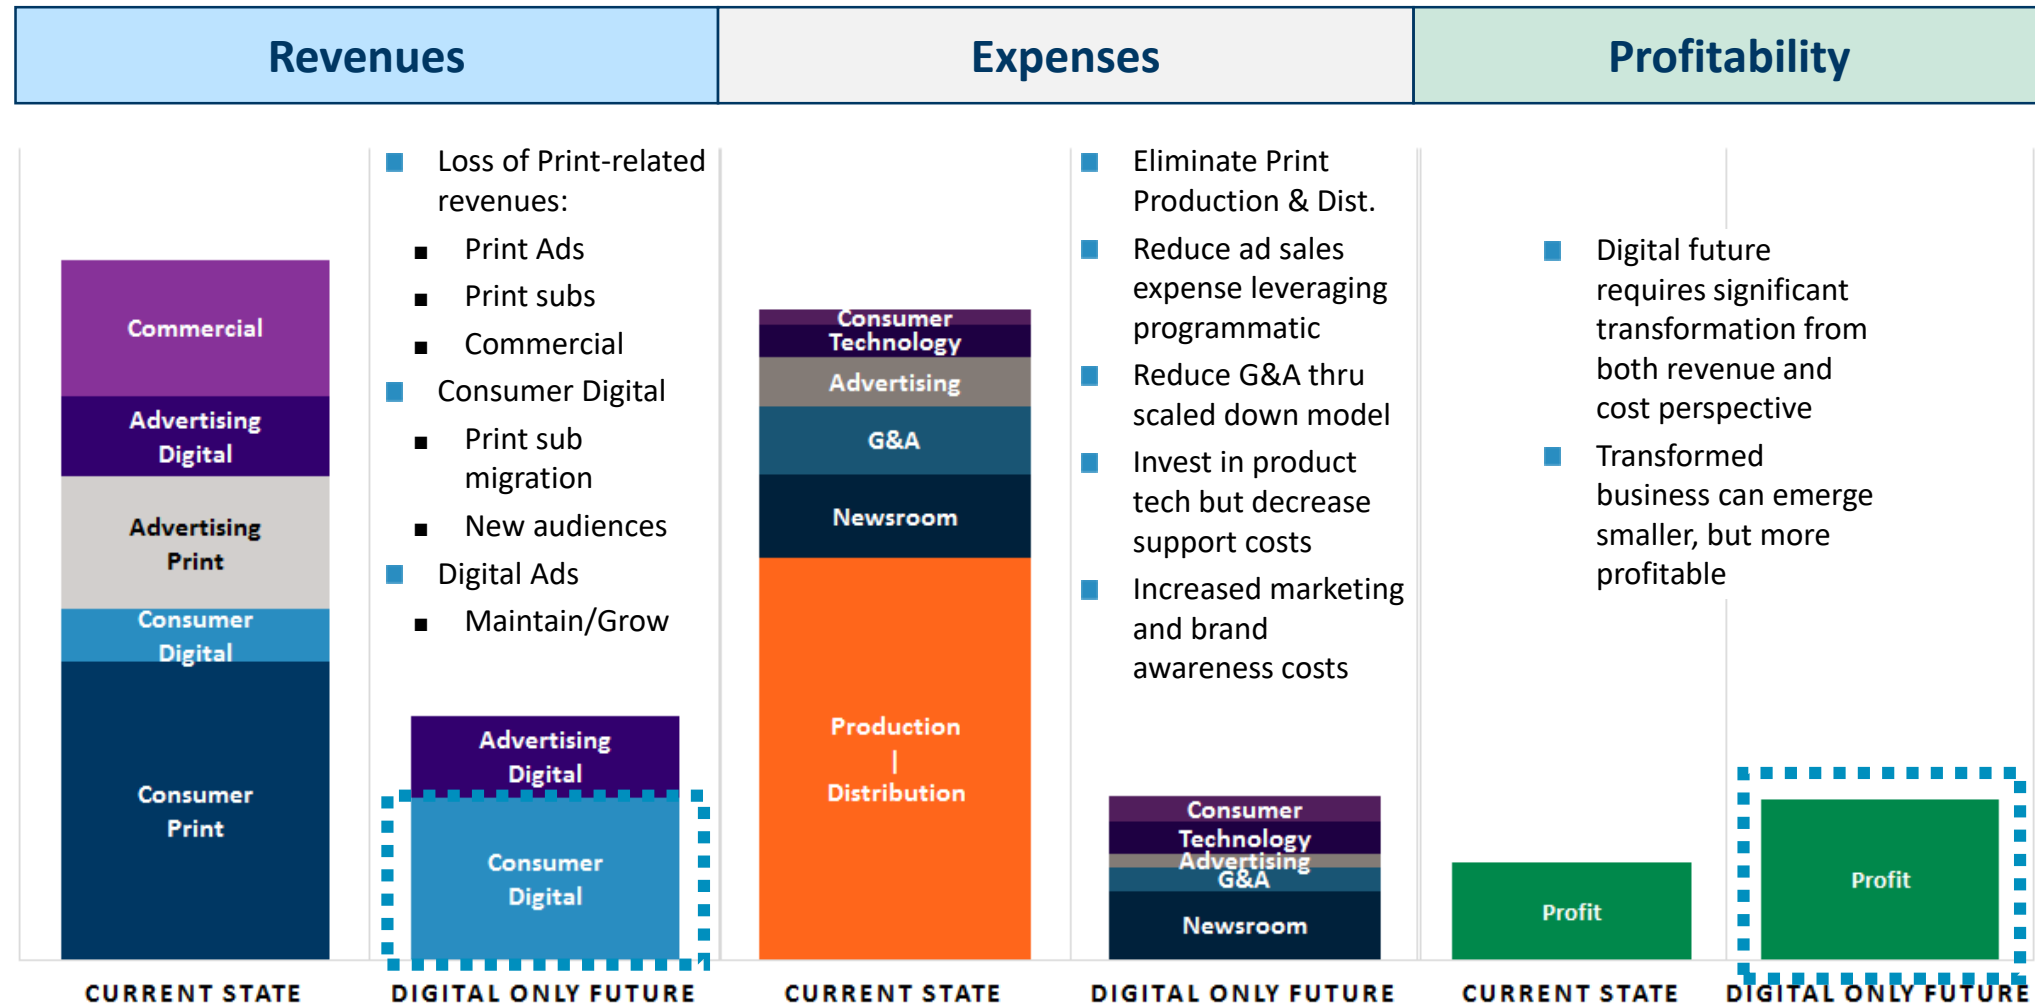 Revenues
Expenses
Profitability
Commercial
Advertising
Digital
Advertising
Print
Consumer
Digital
Consumer
Print
CURRENT STATE
■ Loss of Print-related
revenues:
■ Print Ads
■ Print subs
■ Commercial
■ Consumer Digital
■ Print sub
migration
■ New audiences
■ Digital Ads
■ Maintain/Grow
Advertising
Digital
Consumer
Digital
DIGITAL ONLY FUTURE
Consumer
Technology
Advertising
G&A
Newsroom
Production
|
Distribution
CURRENT STATE
■ Eliminate Print
Production & Dist.
■ Reduce ad sales
expense leveraging
programmatic
■ Reduce G&A thru
scaled down model
■ Invest in product
tech but decrease
support costs
■ Increased marketing
and brand
awareness costs
Consumer
Technology
Advertising
G&A
Newsroom
DIGITAL ONLY FUTURE
■ Digital future
requires significant
transformation from
both revenue and
cost perspective
■ Transformed
business can emerge
smaller, but more
profitable
Profit
CURRENT STATE
Profit
DIGITAL ONLY FUTURE